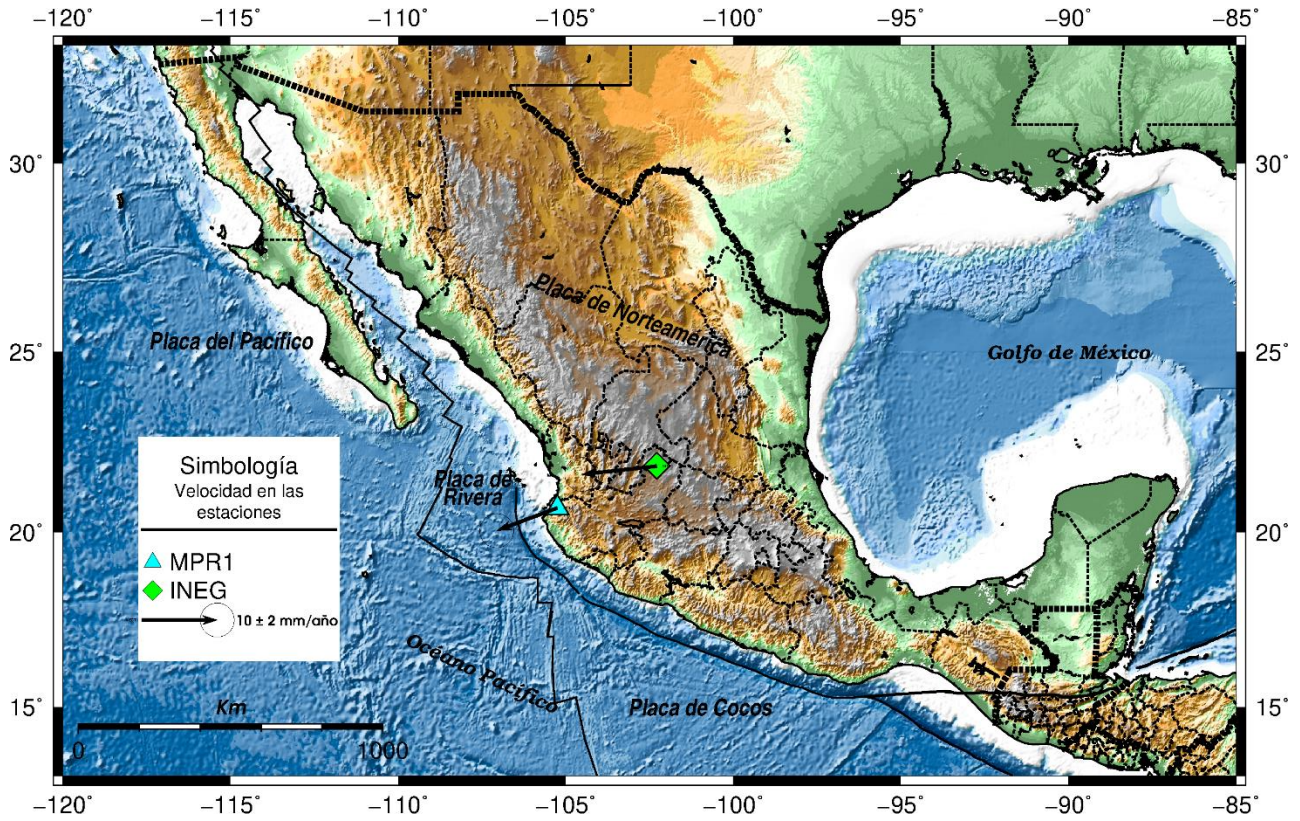 −120˚ −115˚ −110˚ −105˚ −100˚ −95˚ −90˚ −85˚
30˚ 30˚
Placa de Norteamérica
Placa del Pacífico
Golfo de México
25˚ 25˚
Simbología
Velocidad en las
estaciones
MPR1
INEG
10 ± 2 mm/año
Placa de
Rivera
20˚ 20˚
Océano Pacífico
Placa de Cocos
15˚ 15˚
Km
0 1000
−120˚ −115˚ −110˚ −105˚ −100˚ −95˚ −90˚ −85˚